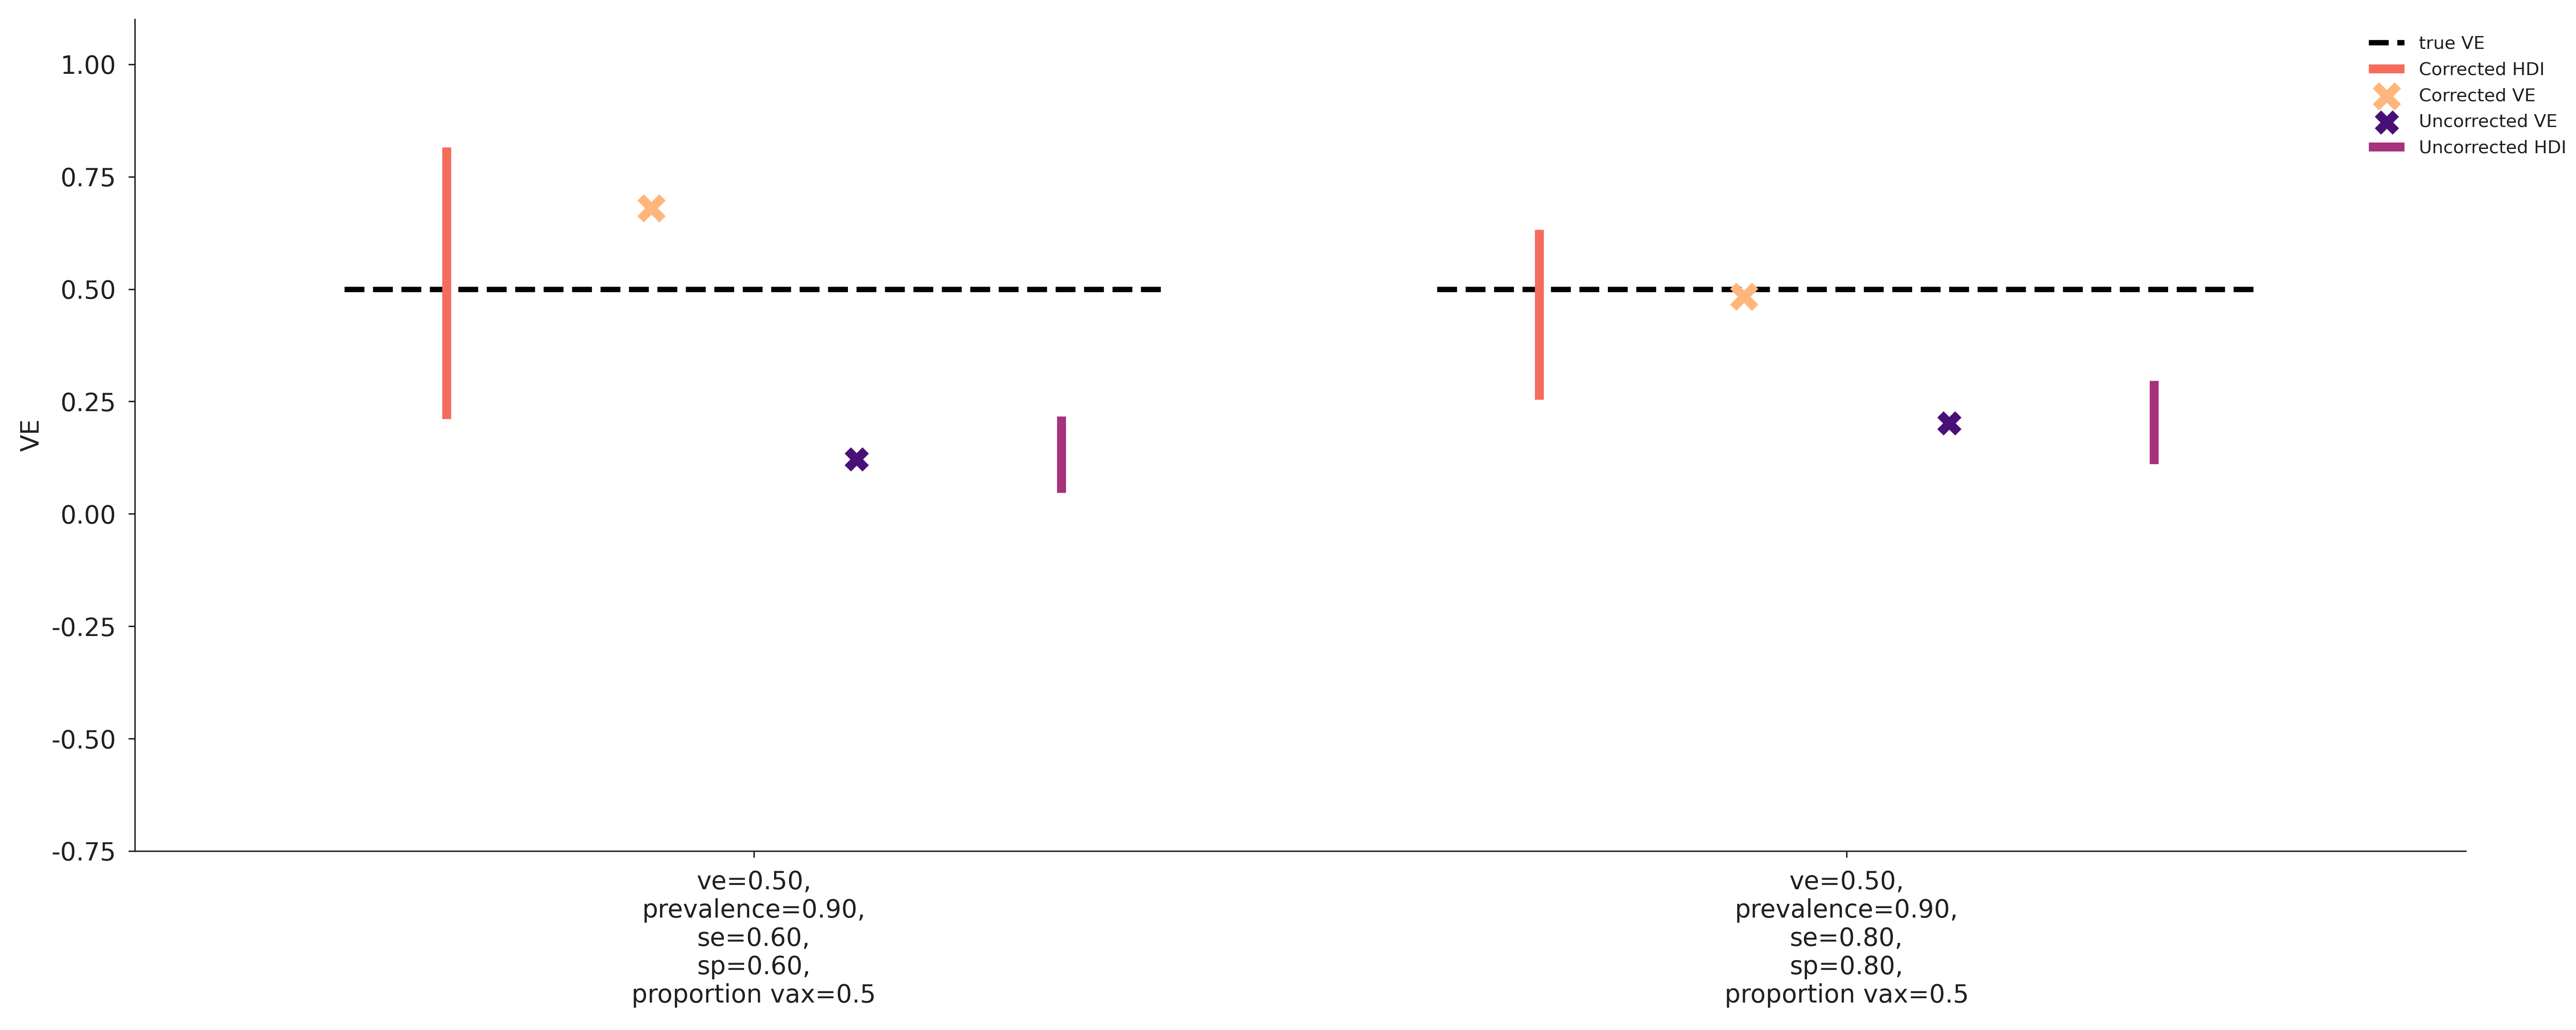 true VE
Corrected HDI
Corrected VE
Uncorrected VE
Uncorrected HDI
1.00
0.75
0.50
0.25
0.00
-0.25
-0.50
-0.75
VE
ve=0.50,
prevalence=0.90,
se=0.60,
sp=0.60,
proportion vax=0.5
ve=0.50,
prevalence=0.90,
se=0.80,
sp=0.80,
proportion vax=0.5